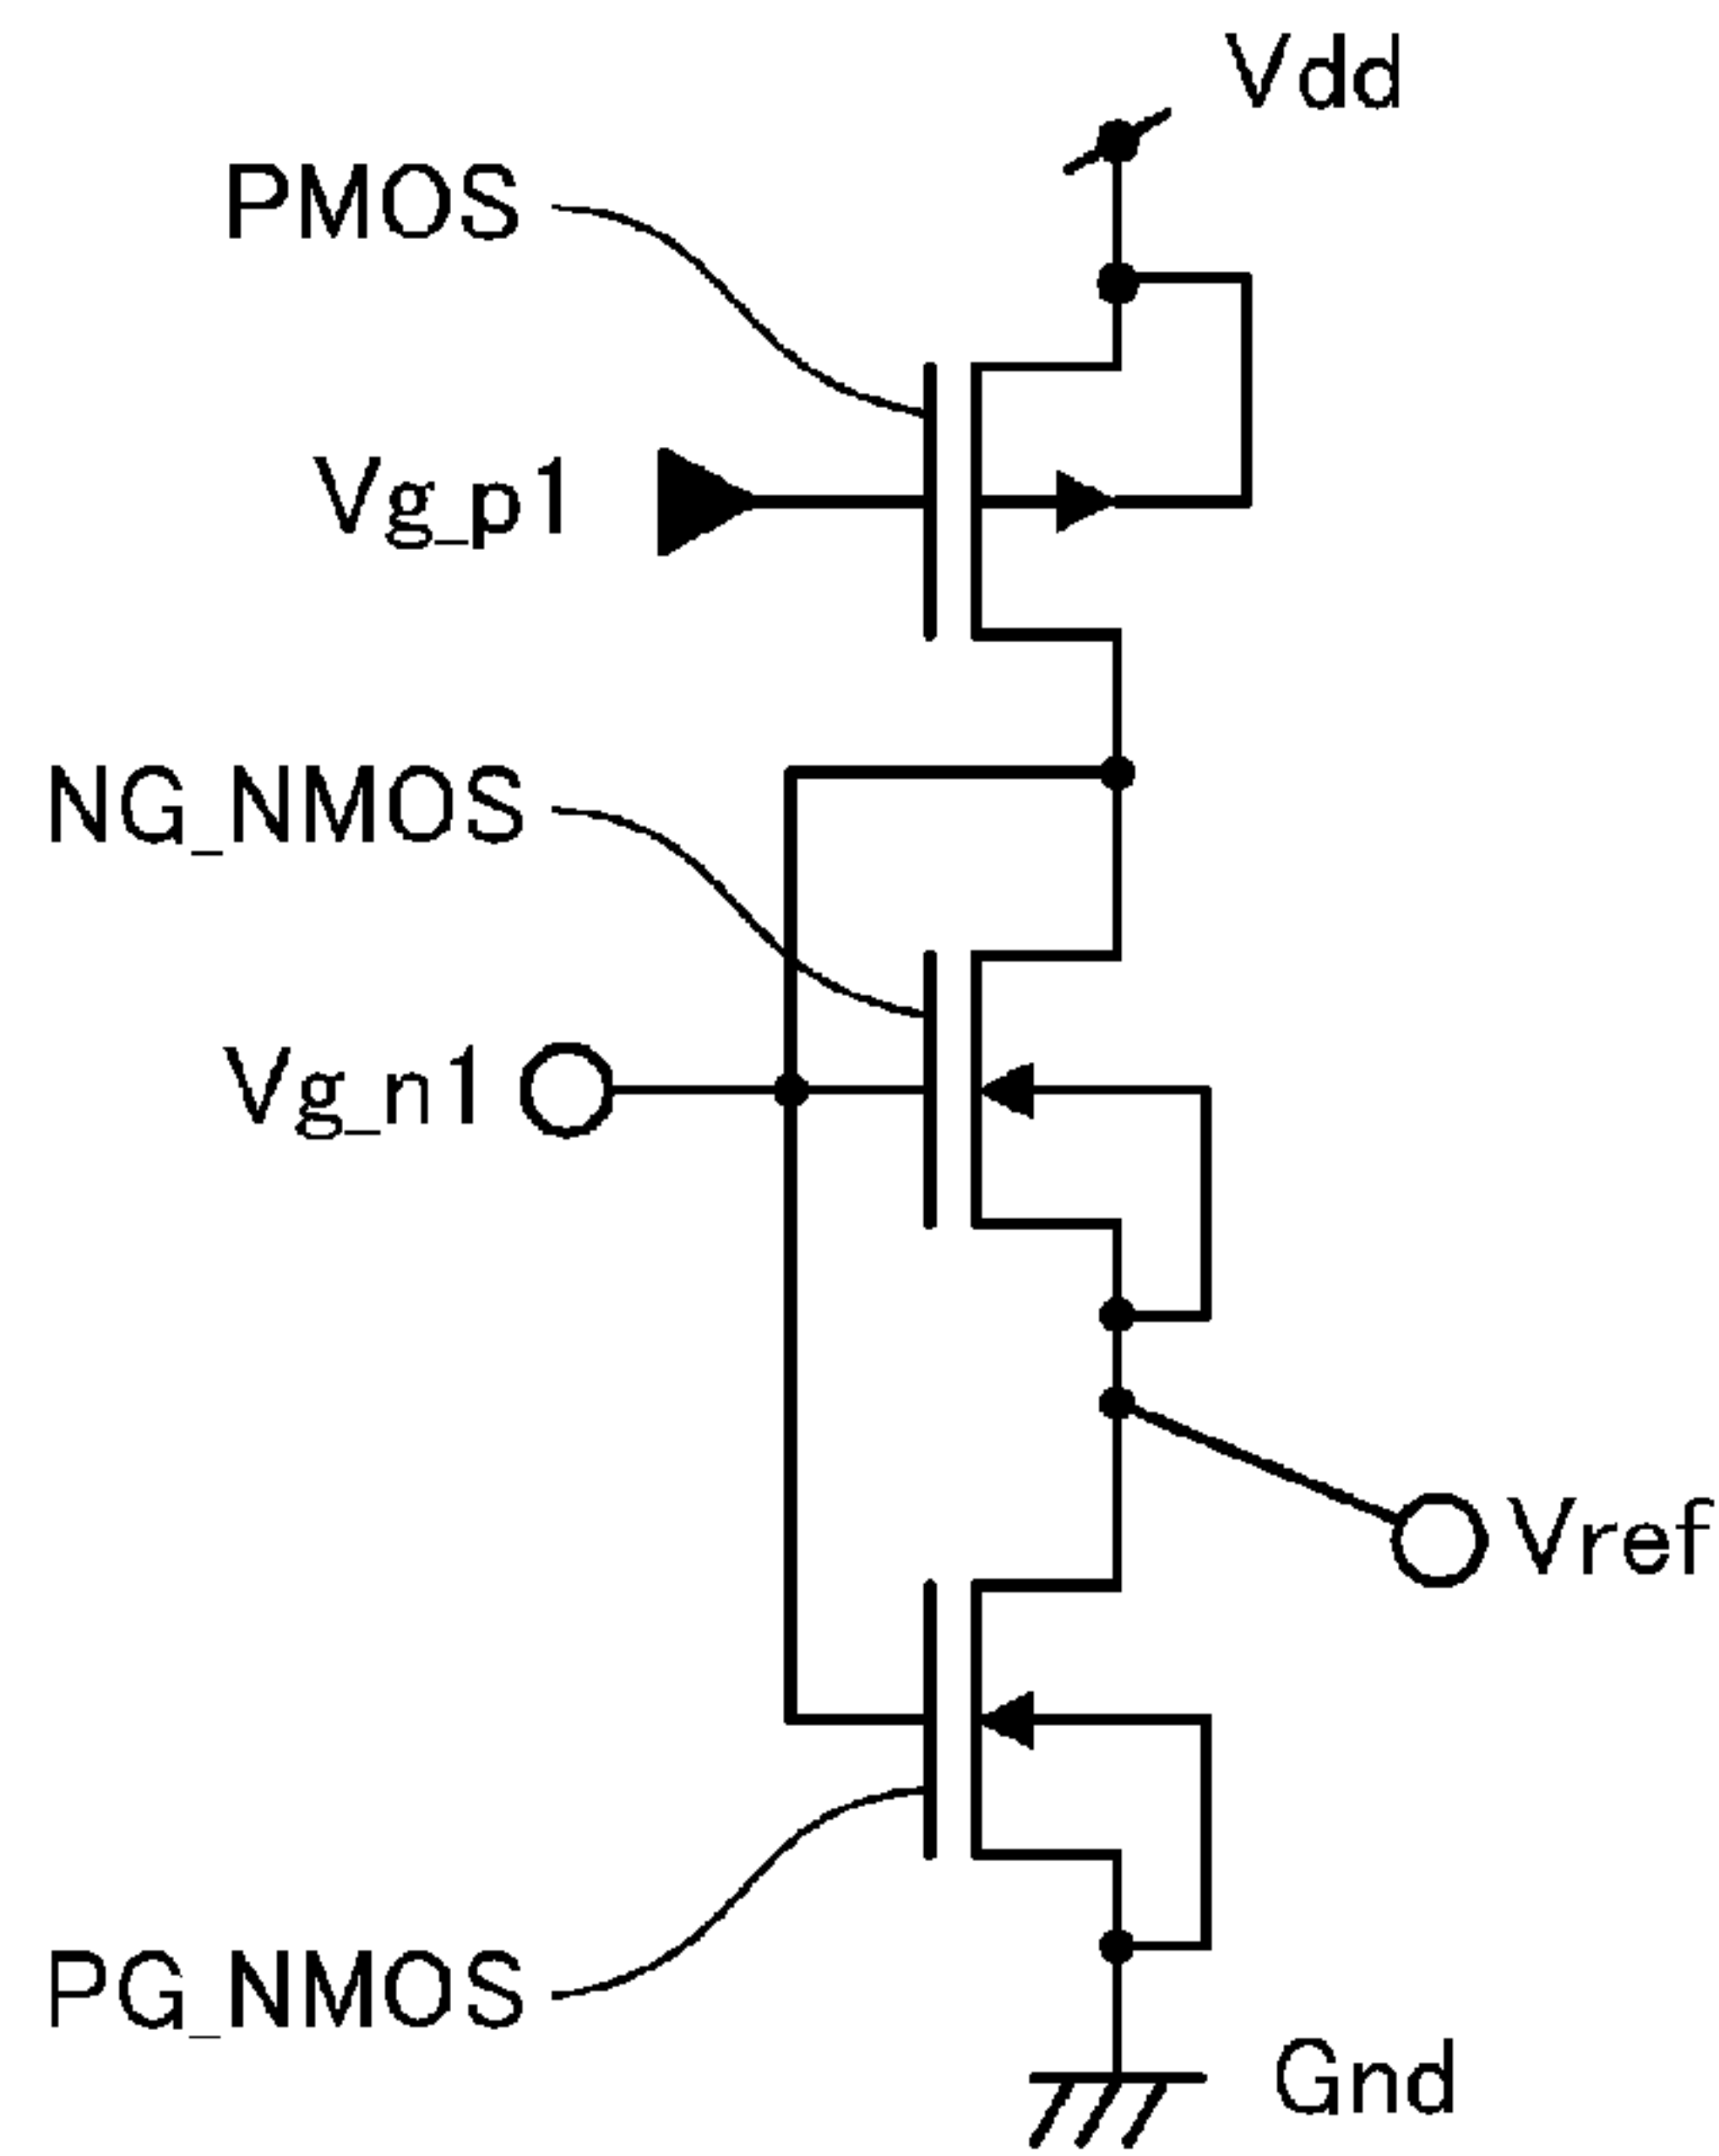 Vdd
PMOS
Vg_p1
NG_NMOS
Vg_n1
Vref
PG_NMOS
Gnd